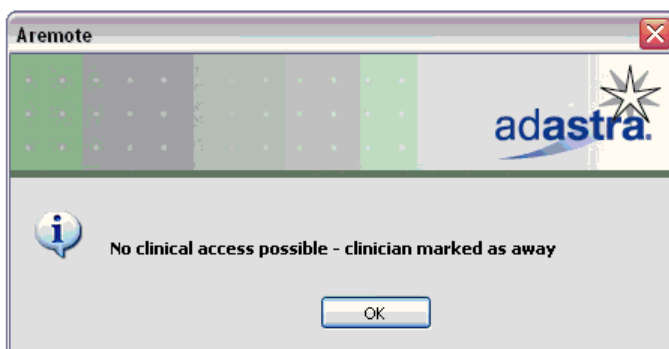 Aremote
adastra.
No clinical access possible - clinician marked as away
OK